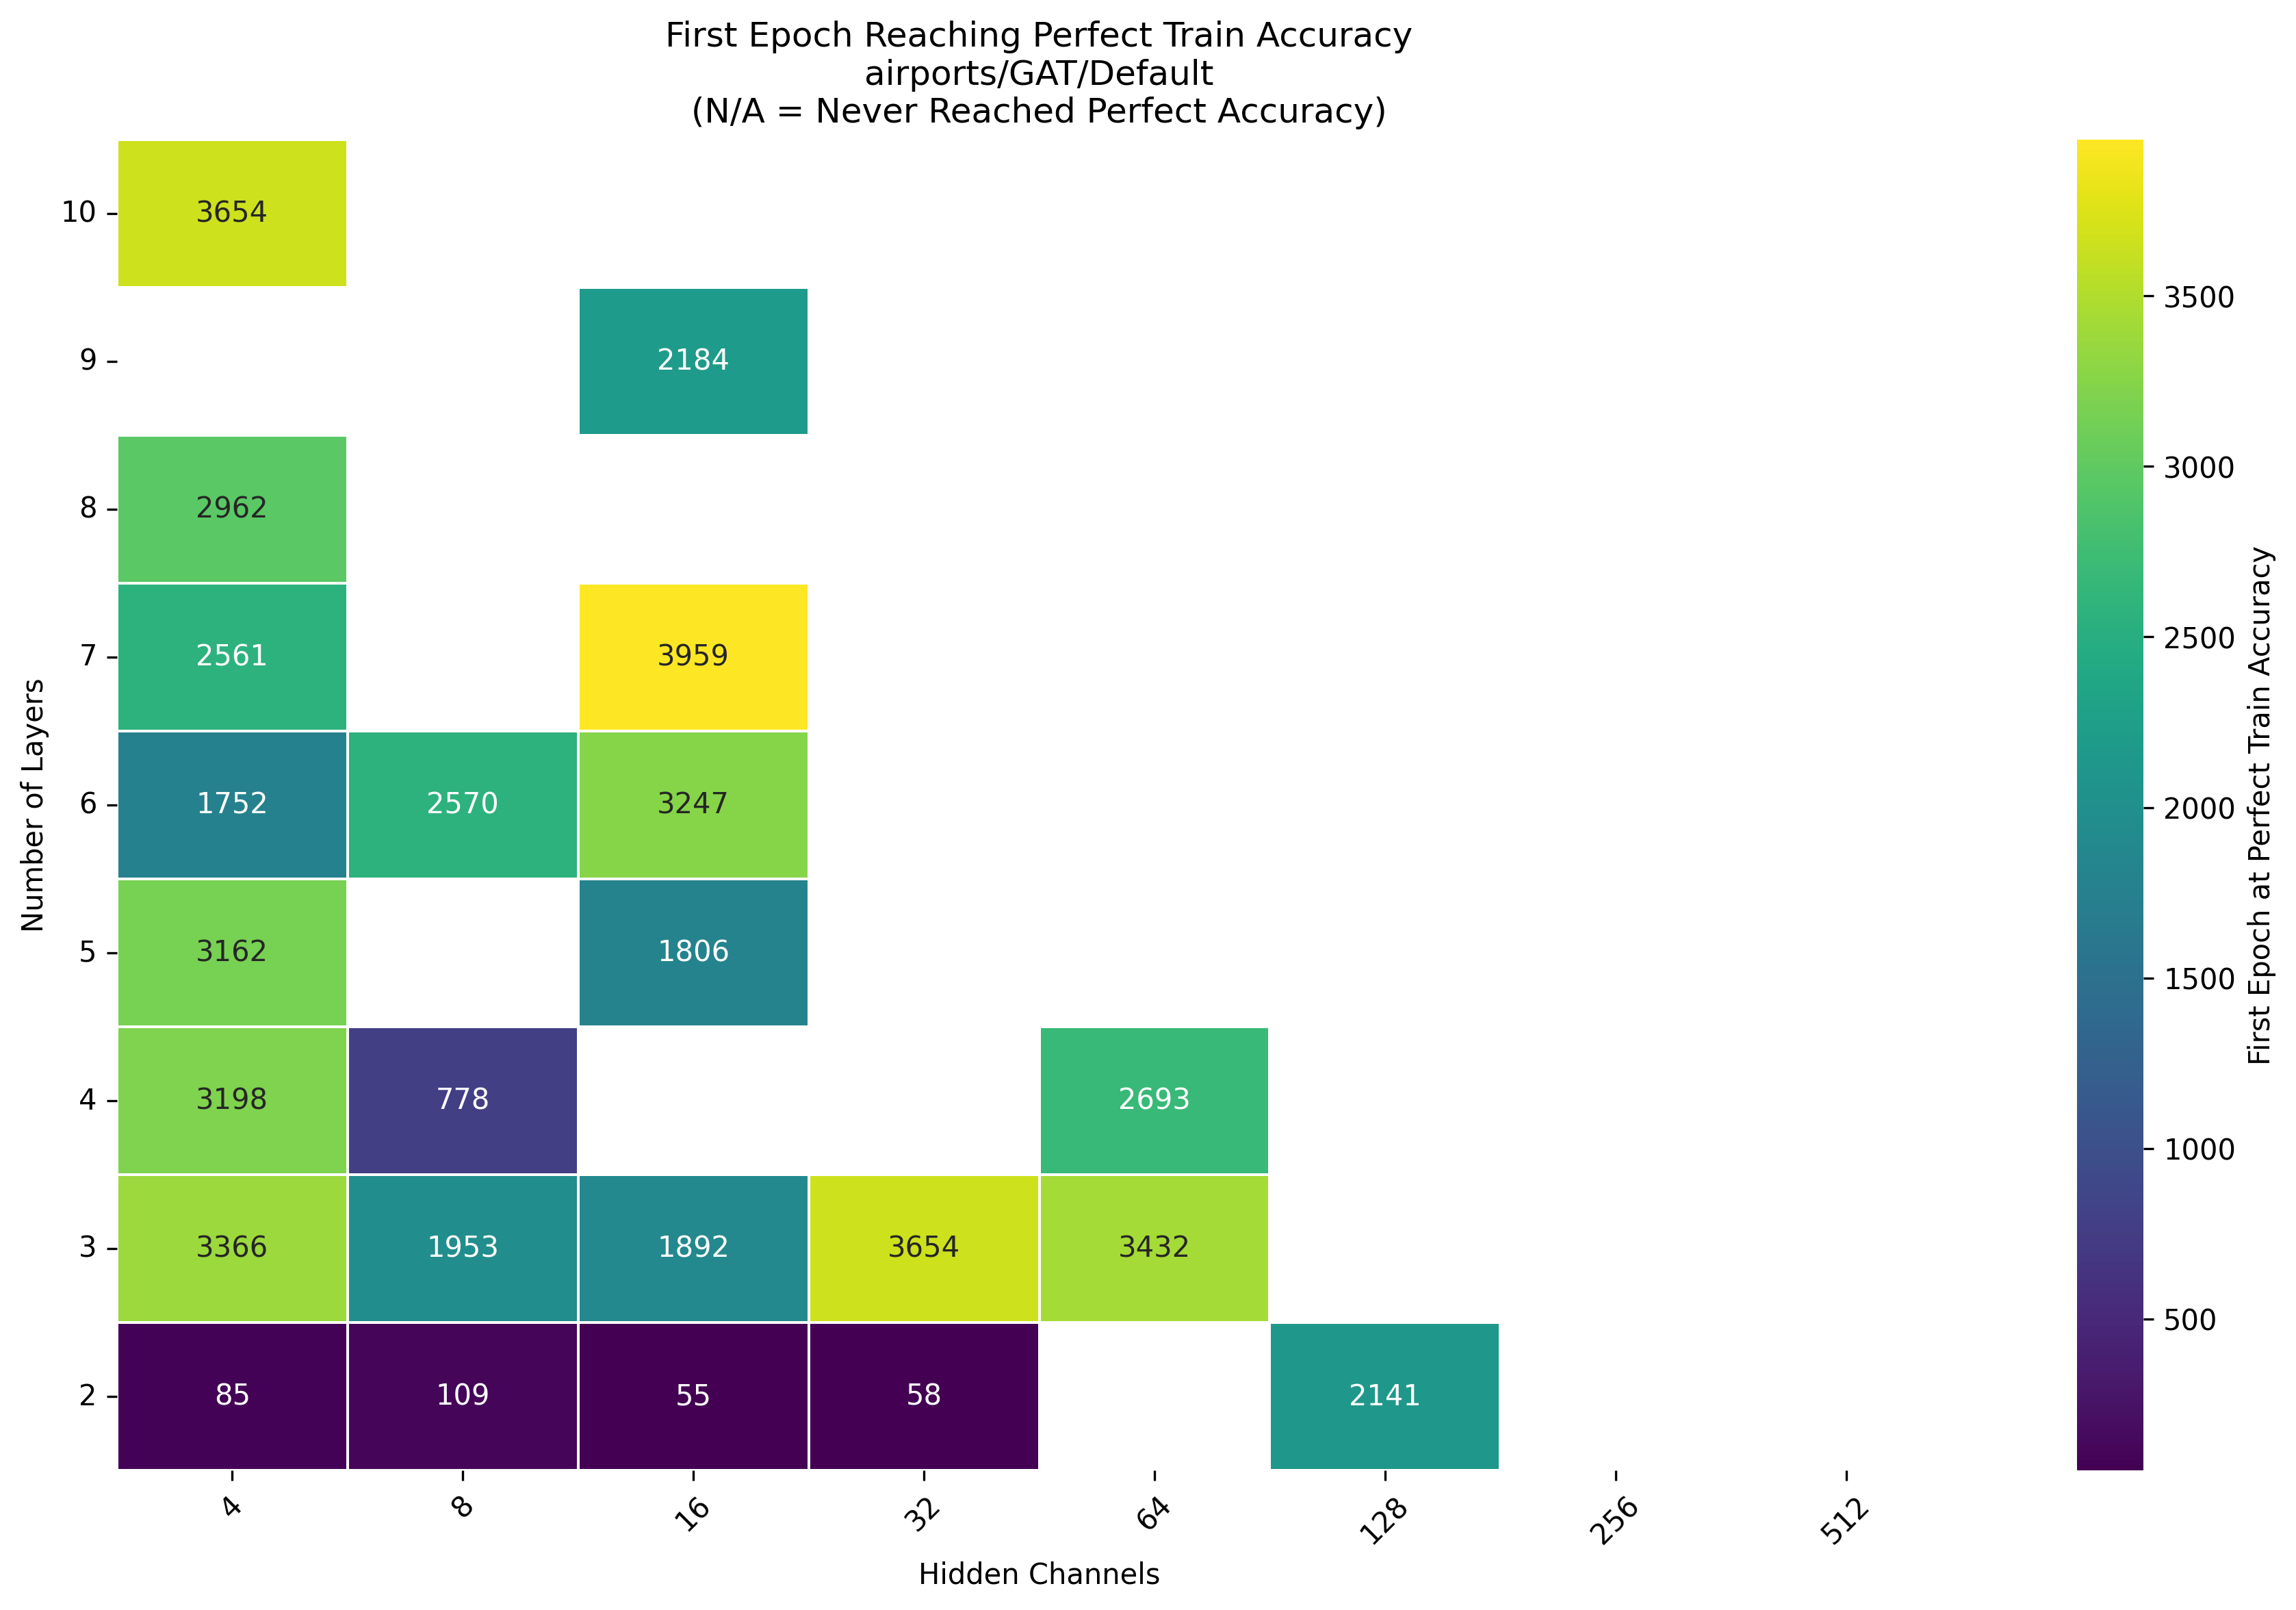 First Epoch Reaching Perfect Train Accuracy
airports/GAT/Default
(N/A = Never Reached Perfect Accuracy)
Number of Layers
10 3654
9 2184
8 2962
7 2561 3959
6 1752 2570 3247
5 3162 1806
4 3198 778 2693
3 3366 1953 1892 3654 3432
2 85 109 55 58 2141
4 8 16 32 64 128 256 512
Hidden Channels
3500
3000
2500
2000
1500
1000
500
First Epoch at Perfect Train Accuracy